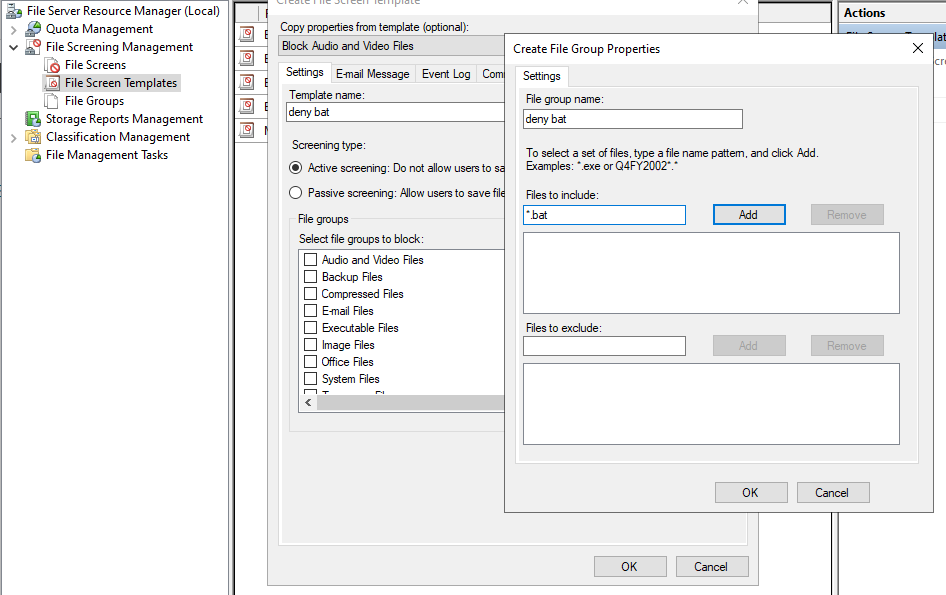 File Server Resource Manager (Local)
Quota Management
File Screening Management
File Screens
File Screen Templates
File Groups
Storage Reports Management
Classification Management
File Management Tasks
Create File Screen Template
Copy properties from template (optional):
Block Audio and Video Files
Settings
E-mail Message
Event Log
Template name:
deny bat
Screening type:
Active screening: Do not allow users to sa
Passive screening: Allow users to save file
File groups
Select file groups to block:
Audio and Video Files
Backup Files
Compressed Files
E-mail Files
Executable Files
Image Files
Office Files
System Files
OK Cancel
Create File Group Properties
Settings
File group name:
deny bat
To select a set of files, type a file name pattern, and click Add.
Examples: *.exe or Q4FY2002*.*
Files to include:
*.bat Add Remove
Files to exclude:
Add Remove
OK Cancel
Actions